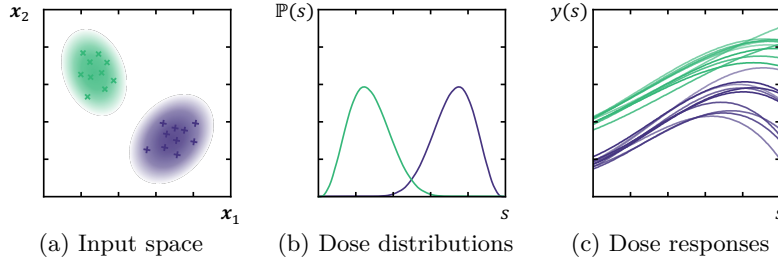 x₂
x₁
(a) Input space
ℙ(s)
s
(b) Dose distributions
y(s)
s
(c) Dose responses